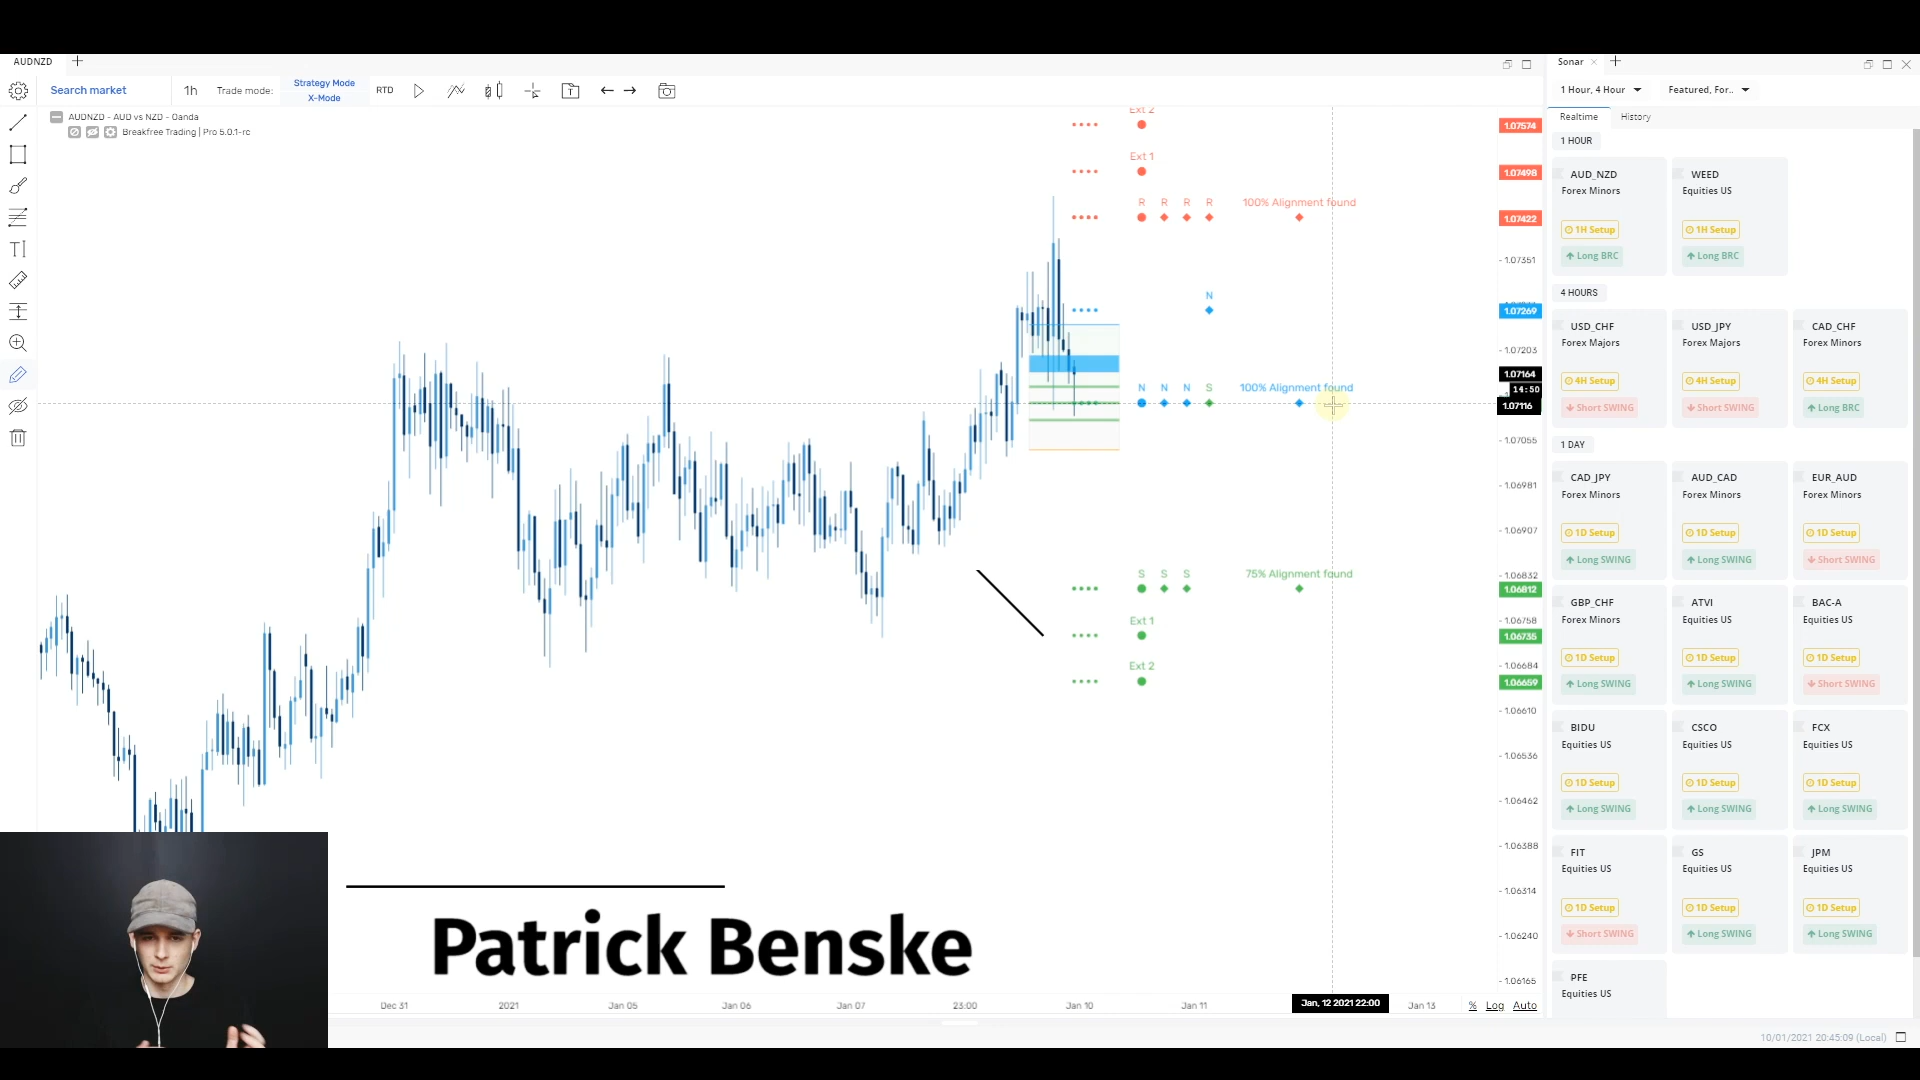 AUDNZD
Search market
1h
Trade mode:
Strategy Mode
X-Mode
RTD
AUDNZD - AUD vs NZD - Oanda
Breakfree Trading | Pro 5.0.1-rc
Ext 2
Ext 1
R R R R
100% Alignment found
N
N N N S
100% Alignment found
S S S
75% Alignment found
Ext 1
Ext 2
1.07574
1.07498
1.07422
1.07351
1.07269
1.07203
1.07164
14:50
1.07116
1.07055
1.06981
1.06907
1.06832
1.06812
1.06758
1.06735
1.06684
1.06659
1.06610
1.06536
1.06462
1.06388
1.06314
1.06240
1.06165
Patrick Benske
Dec 31
2021
Jan 05
Jan 06
Jan 07
23:00
Jan 10
Jan 11
Jan, 12 2021 22:00
Jan 13
% Log Auto
Sonar
1 Hour, 4 Hour
Featured, For..
Realtime
History
1 HOUR
AUD_NZD
Forex Minors
1H Setup
Long BRC
WEED
Equities US
1H Setup
Long BRC
4 HOURS
USD_CHF
Forex Majors
4H Setup
Short SWING
USD_JPY
Forex Majors
4H Setup
Short SWING
CAD_CHF
Forex Minors
4H Setup
Long BRC
1 DAY
CAD_JPY
Forex Minors
1D Setup
Long SWING
AUD_CAD
Forex Minors
1D Setup
Long SWING
EUR_AUD
Forex Minors
1D Setup
Short SWING
GBP_CHF
Forex Minors
1D Setup
Long SWING
ATVI
Equities US
1D Setup
Long SWING
BAC-A
Equities US
1D Setup
Short SWING
BIDU
Equities US
1D Setup
Long SWING
CSCO
Equities US
1D Setup
Long SWING
FCX
Equities US
1D Setup
Long SWING
FIT
Equities US
1D Setup
Short SWING
GS
Equities US
1D Setup
Long SWING
JPM
Equities US
1D Setup
Long SWING
PFE
Equities US
10/01/2021 20:45:09 (Local)